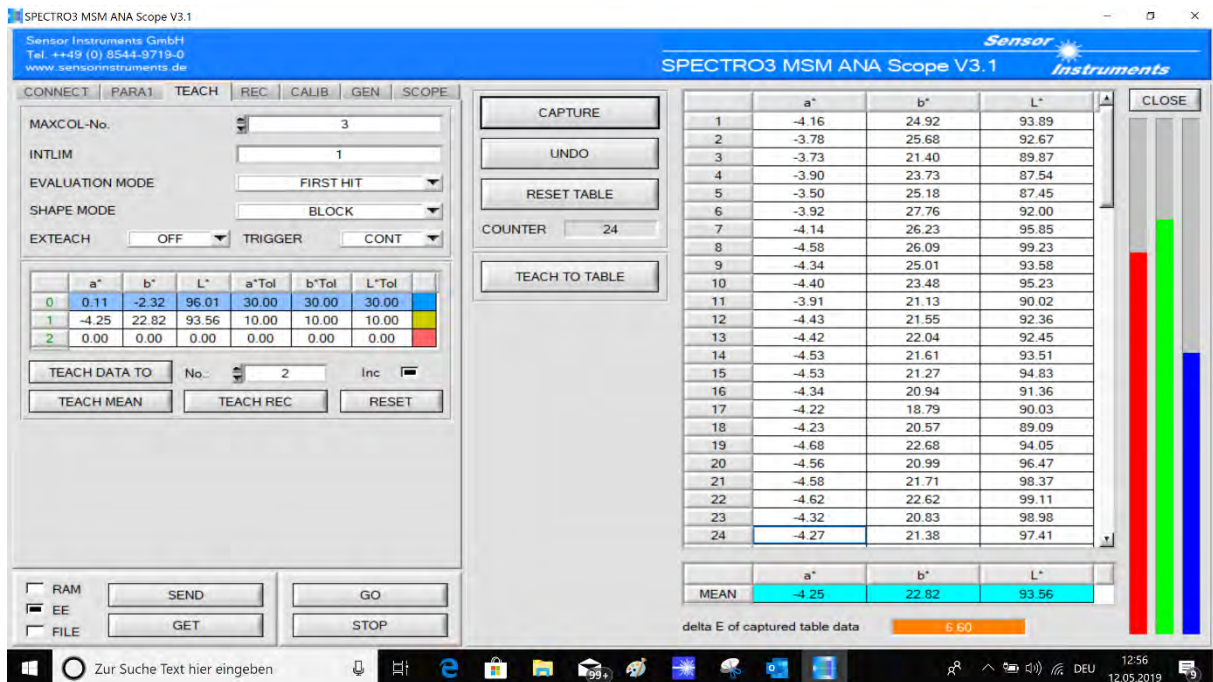 SPECTRO3 MSM ANA Scope V3.1
Sensor Instruments GmbH
Tel. ++49 (0) 8544-9719-0
www.sensorinstruments.de
Sensor
Instruments
SPECTRO3 MSM ANA Scope V3.1
CONNECT PARA1 TEACH REC CALIB GEN SCOPE
MAXCOL-No. 3
INTLIM 1
EVALUATION MODE FIRST HIT
SHAPE MODE BLOCK
EXTEACH OFF TRIGGER CONT
a* b* L* a*Tol b*Tol L*Tol
0 0.11 -2.32 96.01 30.00 30.00 30.00
1 -4.25 22.82 93.56 10.00 10.00 10.00
2 0.00 0.00 0.00 0.00 0.00 0.00
TEACH DATA TO No.: 2 Inc
TEACH MEAN TEACH REC RESET
RAM
EE
FILE
SEND GO
GET STOP
CAPTURE
UNDO
RESET TABLE
COUNTER 24
TEACH TO TABLE
CLOSE
a* b* L*
1 -4.16 24.92 93.89
2 -3.78 25.68 92.67
3 -3.73 21.40 89.87
4 -3.90 23.73 87.54
5 -3.50 25.18 87.45
6 -3.92 27.76 92.00
7 -4.14 26.23 95.85
8 -4.58 26.09 99.23
9 -4.34 25.01 93.58
10 -4.40 23.48 95.23
11 -3.91 21.13 90.02
12 -4.43 21.55 92.36
13 -4.42 22.04 92.45
14 -4.53 21.61 93.51
15 -4.53 21.27 94.83
16 -4.34 20.94 91.36
17 -4.22 18.79 90.03
18 -4.23 20.57 89.09
19 -4.68 22.68 94.05
20 -4.56 20.99 96.47
21 -4.58 21.71 98.37
22 -4.62 22.62 99.11
23 -4.32 20.83 98.98
24 -4.27 21.38 97.41
a* b* L*
MEAN -4.25 22.82 93.56
delta E of captured table data 6.60
Zur Suche Text hier eingeben
99+
DEU
12:56
12.05.2019
9